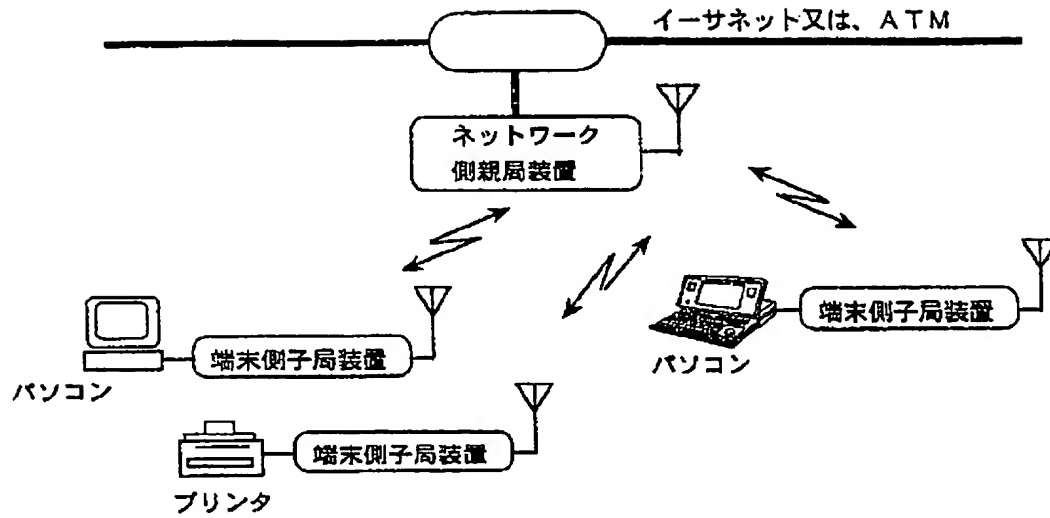 イーサネット又は、ATM
ネットワーク
側親局装置
端末側子局装置
パソコン
端末側子局装置
パソコン
端末側子局装置
プリンタ